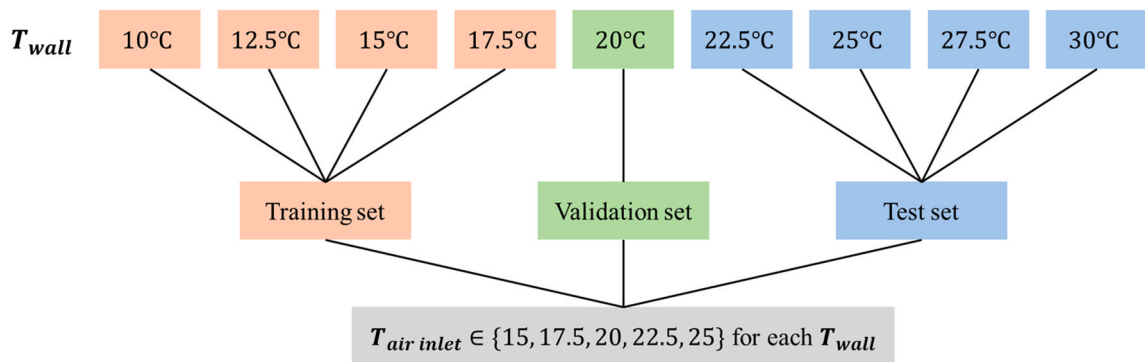 T_wall 10°C 12.5°C 15°C 17.5°C 20°C 22.5°C 25°C 27.5°C 30°C
Training set Validation set Test set
T_air inlet ∈ {15, 17.5, 20, 22.5, 25} for each T_wall